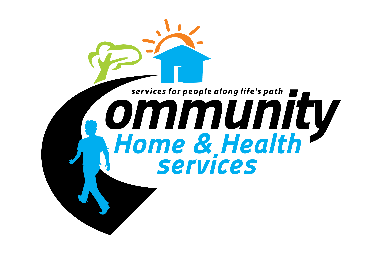 services for people along life's path
Community
Home & Health
services